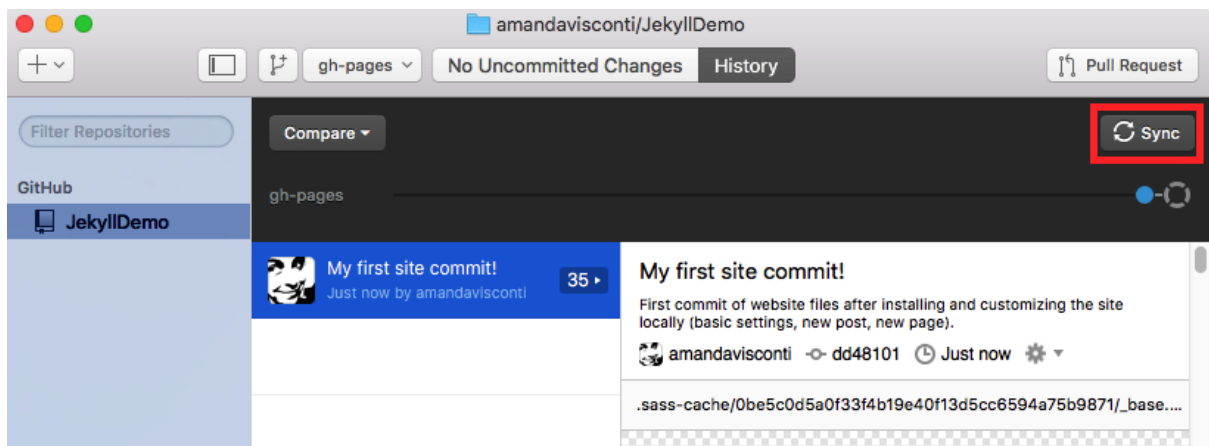 amandavisconti/JekyllDemo
gh-pages
No Uncommitted Changes
History
Pull Request
Filter Repositories
Compare
Sync
GitHub
gh-pages
JekyllDemo
My first site commit!
Just now by amandavisconti
35
My first site commit!
First commit of website files after installing and customizing the site
locally (basic settings, new post, new page).
amandavisconti dd48101 Just now
.sass-cache/0be5c0d5a0f33f4b19e40f13d5cc6594a75b9871/_base....